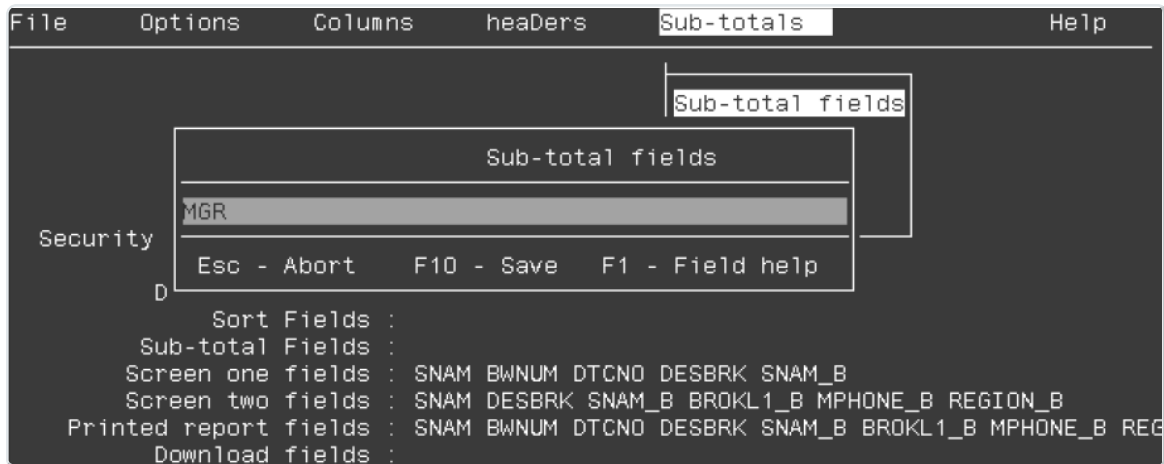 File Options Columns heaDers Sub-totals Help
Sub-total fields
Sub-total fields
MGR
Security
Esc - Abort F10 - Save F1 - Field help
D
Sort Fields :
Sub-total Fields :
Screen one fields : SNAM BWNUM DTCNO DESBRK SNAM_B
Screen two fields : SNAM DESBRK SNAM_B BROKL1_B MPHONE_B REGION_B
Printed report fields : SNAM BWNUM DTCNO DESBRK SNAM_B BROKL1_B MPHONE_B REG
Download fields :